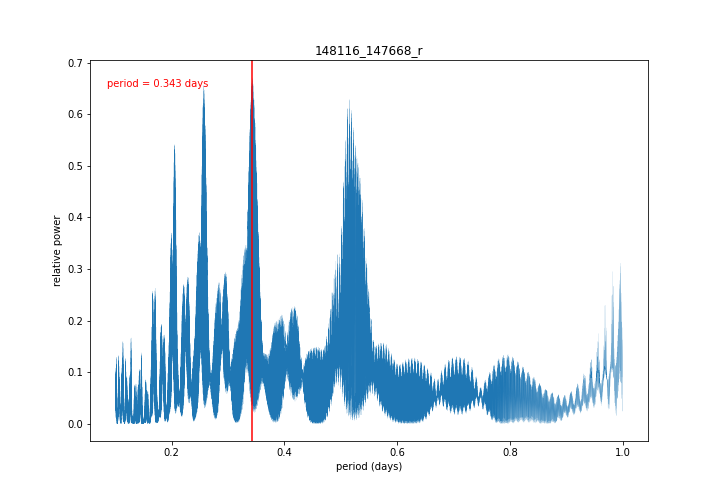 148116_147668_r
period = 0.343 days
relative power
0.7
0.6
0.5
0.4
0.3
0.2
0.1
0.0
0.2 0.4 0.6 0.8 1.0
period (days)